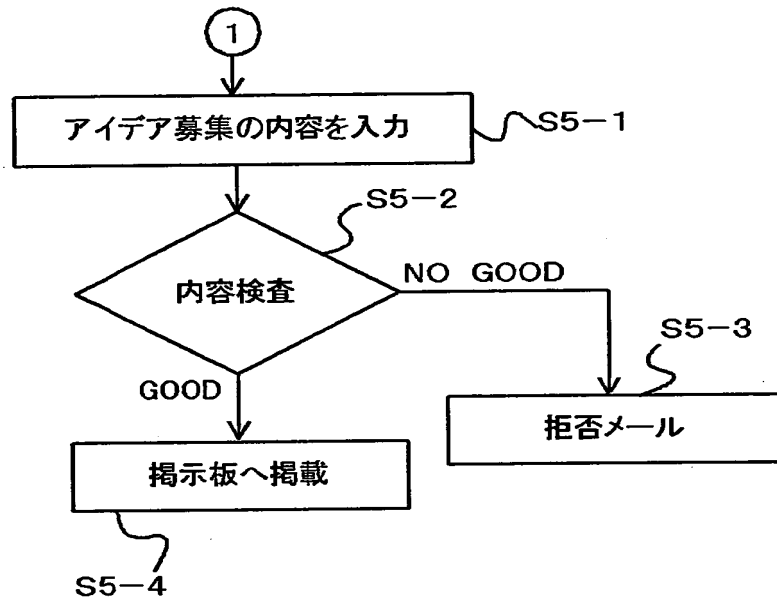 1
アイデア募集の内容を入力
S5-1
S5-2
内容検査
NO GOOD
S5-3
GOOD
拒否メール
掲示板へ掲載
S5-4